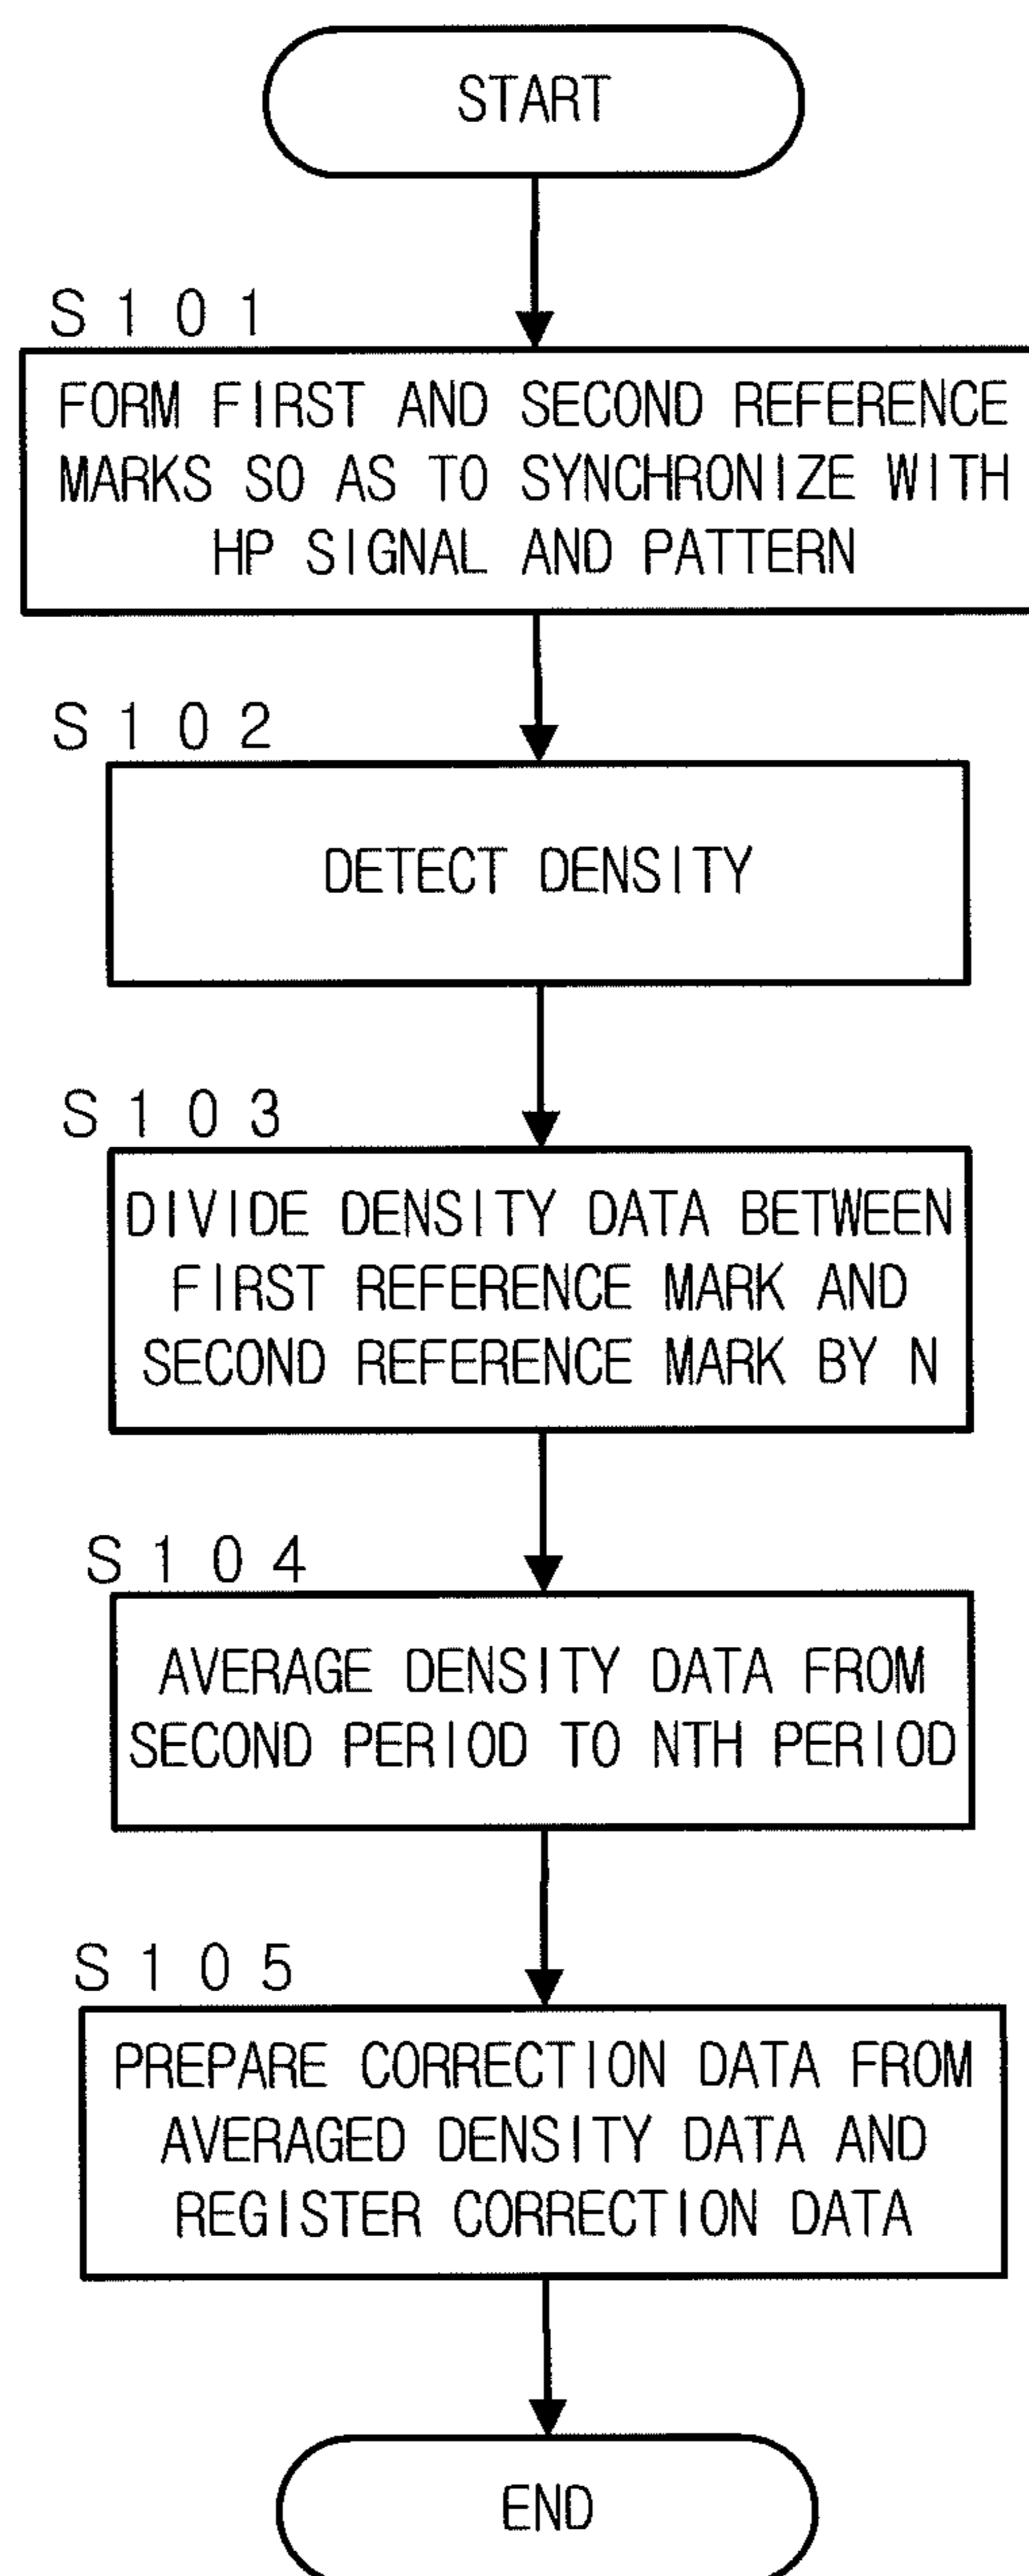 START
S101
FORM FIRST AND SECOND REFERENCE
MARKS SO AS TO SYNCHRONIZE WITH
HP SIGNAL AND PATTERN
S102
DETECT DENSITY
S103
DIVIDE DENSITY DATA BETWEEN
FIRST REFERENCE MARK AND
SECOND REFERENCE MARK BY N
S104
AVERAGE DENSITY DATA FROM
SECOND PERIOD TO NTH PERIOD
S105
PREPARE CORRECTION DATA FROM
AVERAGED DENSITY DATA AND
REGISTER CORRECTION DATA
END